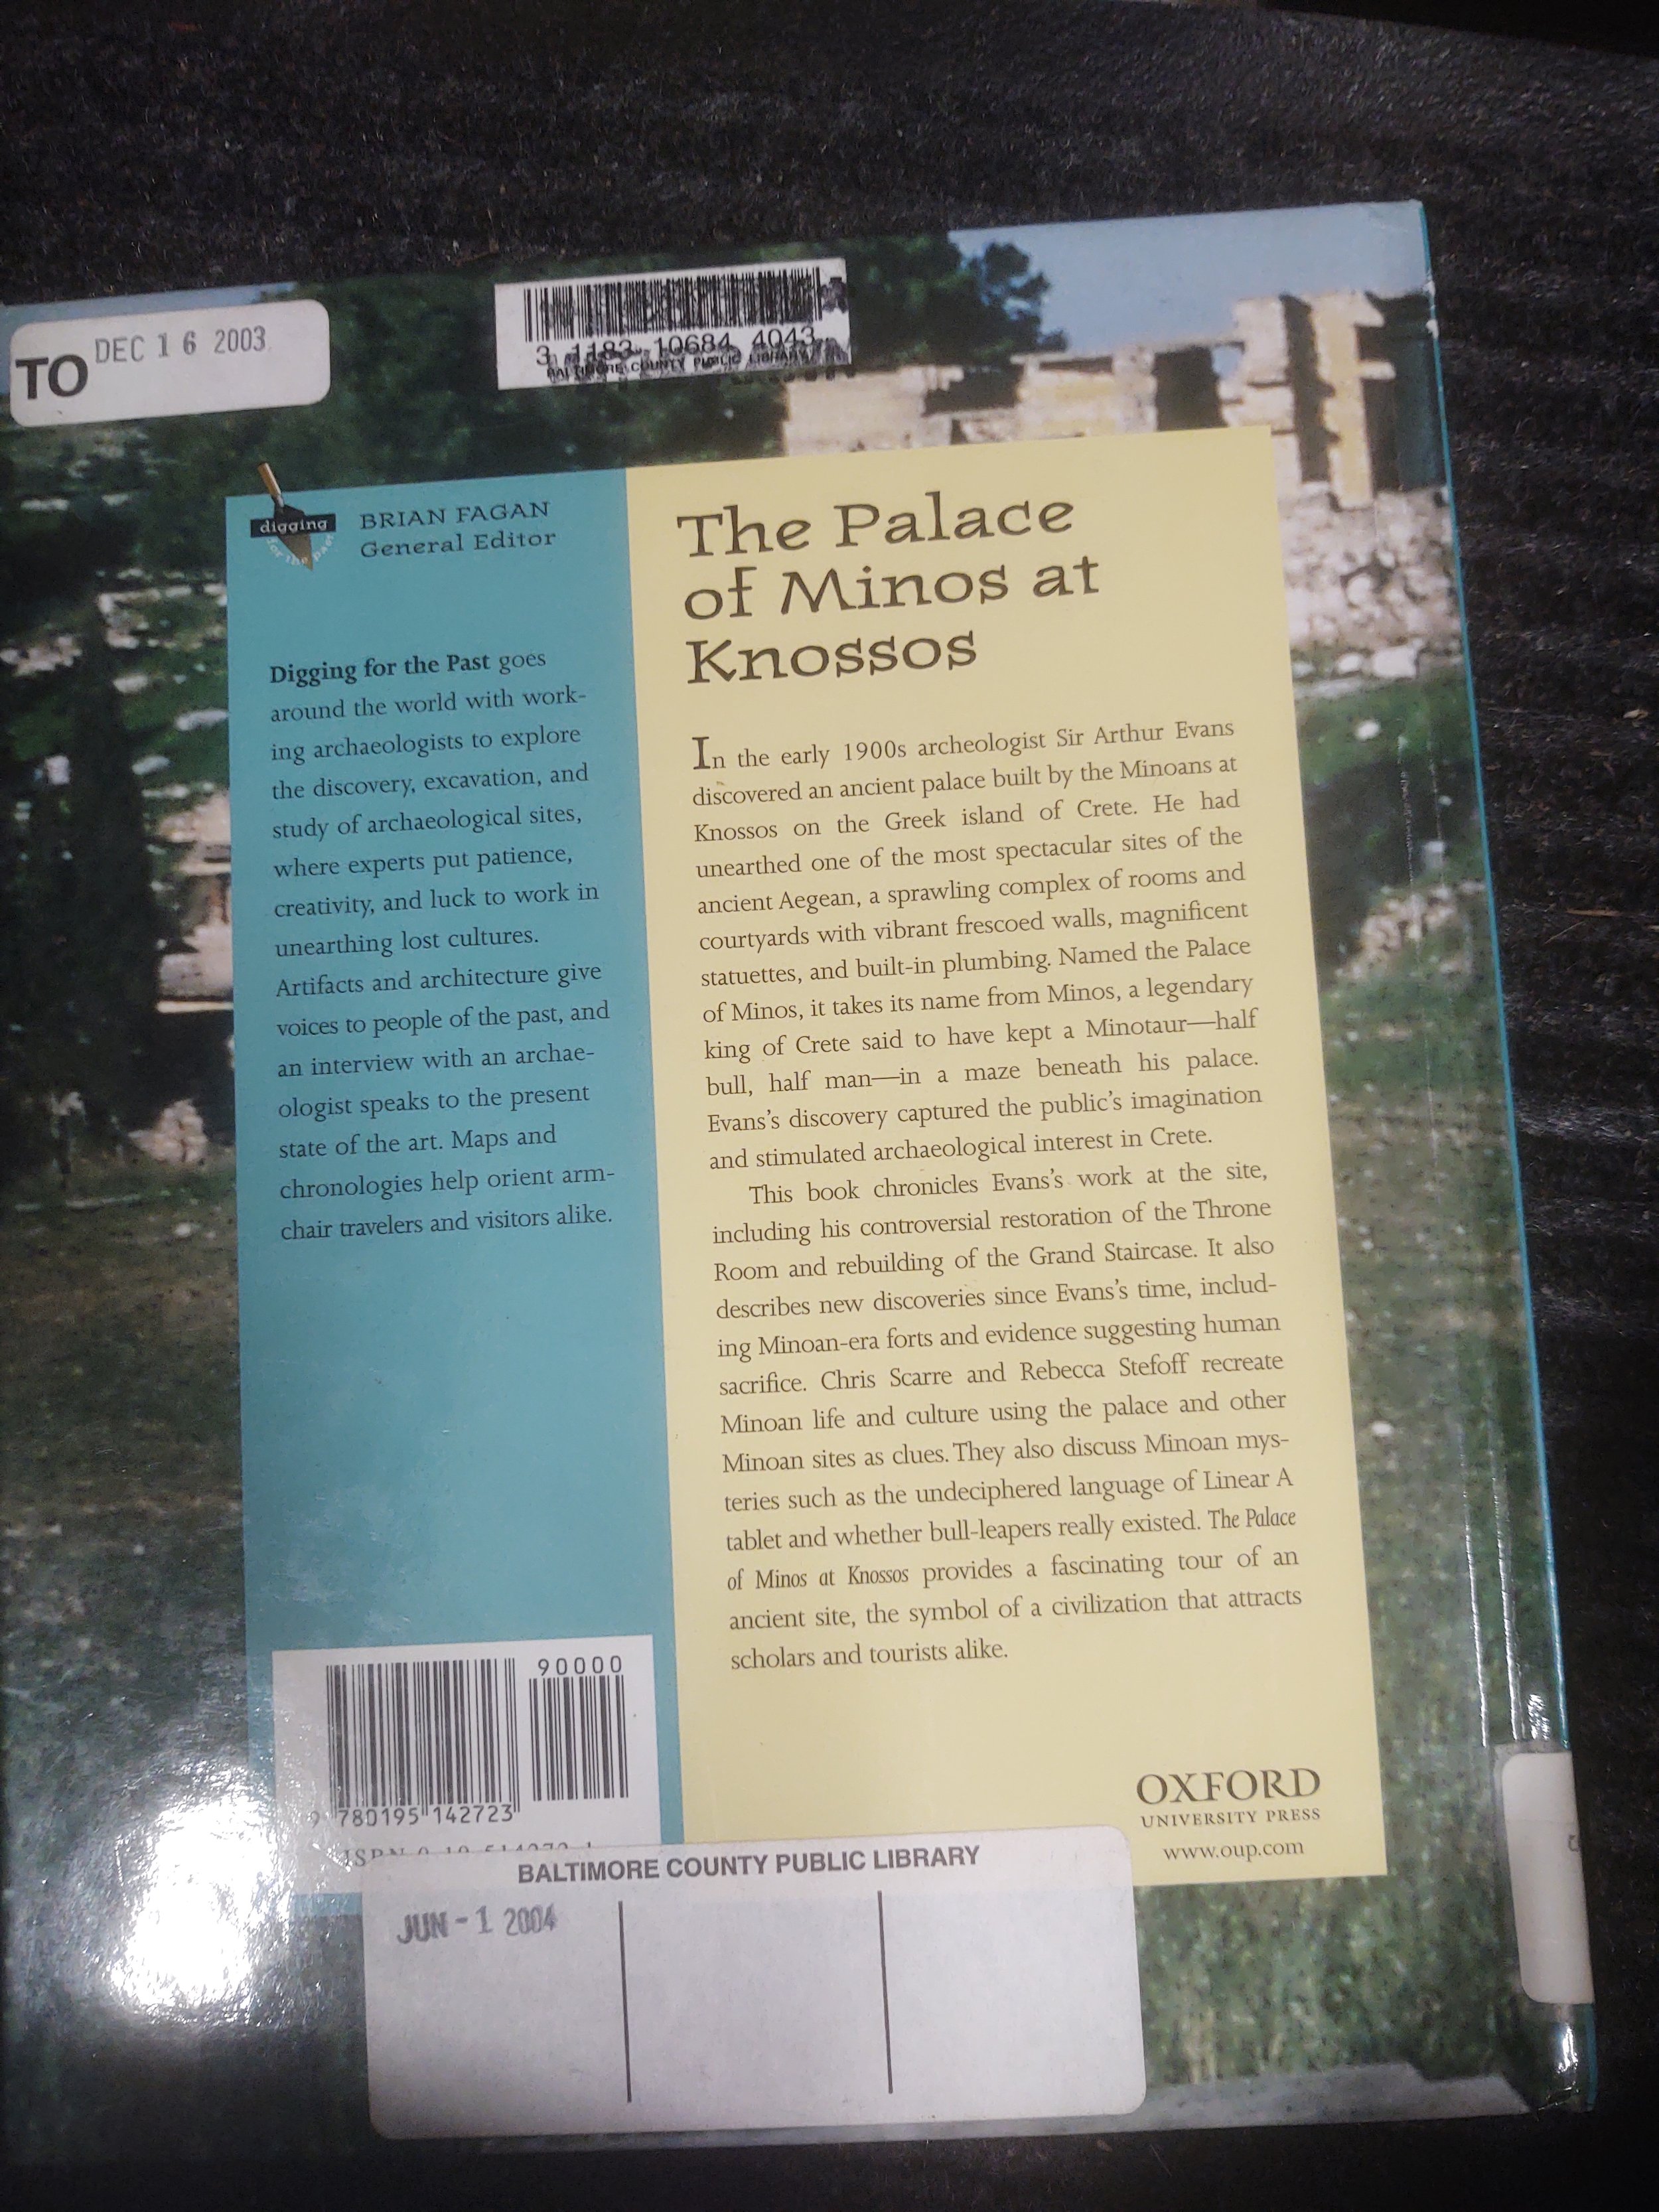 TO DEC 16 2003
3 1183 10684 4043
BALTIMORE COUNTY PUBLIC LIBRARY
digging
for the past
BRIAN FAGAN
General Editor
Digging for the Past goes
around the world with work-
ing archaeologists to explore
the discovery, excavation, and
study of archaeological sites,
where experts put patience,
creativity, and luck to work in
unearthing lost cultures.
Artifacts and architecture give
voices to people of the past, and
an interview with an archae-
ologist speaks to the present
state of the art. Maps and
chronologies help orient arm-
chair travelers and visitors alike.
The Palace
of Minos at
Knossos
In the early 1900s archeologist Sir Arthur Evans
discovered an ancient palace built by the Minoans at
Knossos on the Greek island of Crete. He had
unearthed one of the most spectacular sites of the
ancient Aegean, a sprawling complex of rooms and
courtyards with vibrant frescoed walls, magnificent
statuettes, and built-in plumbing. Named the Palace
of Minos, it takes its name from Minos, a legendary
king of Crete said to have kept a Minotaur—half
bull, half man—in a maze beneath his palace.
Evans's discovery captured the public's imagination
and stimulated archaeological interest in Crete.
This book chronicles Evans's work at the site,
including his controversial restoration of the Throne
Room and rebuilding of the Grand Staircase. It also
describes new discoveries since Evans's time, includ-
ing Minoan-era forts and evidence suggesting human
sacrifice. Chris Scarre and Rebecca Stefoff recreate
Minoan life and culture using the palace and other
Minoan sites as clues. They also discuss Minoan mys-
teries such as the undeciphered language of Linear A
tablet and whether bull-leapers really existed. The Palace
of Minos at Knossos provides a fascinating tour of an
ancient site, the symbol of a civilization that attracts
scholars and tourists alike.
90000
9 780195 142723
ISBN
OXFORD
UNIVERSITY PRESS
www.oup.com
BALTIMORE COUNTY PUBLIC LIBRARY
JUN - 1 2004